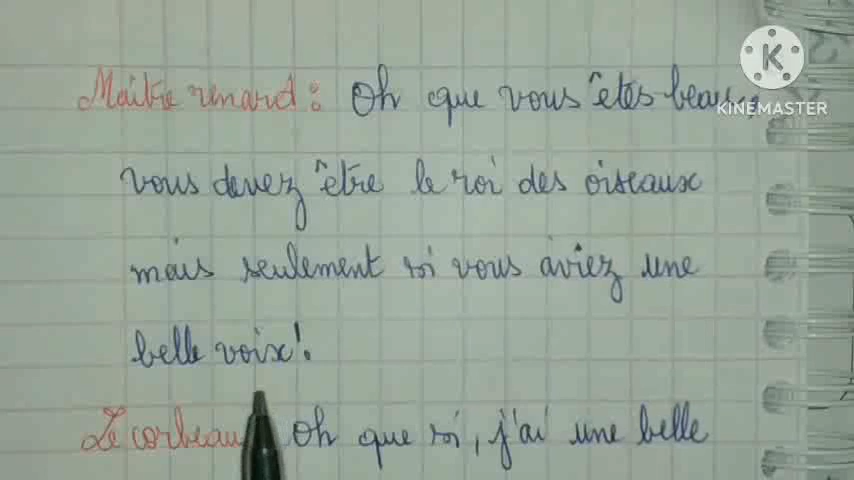 Maitre renard : Oh que vous êtes beau,
vous devez être le roi des oiseaux
mais seulement si vous aviez une
belle voix !.
Le corbeau Oh que si, j'ai une belle
KINEMASTER